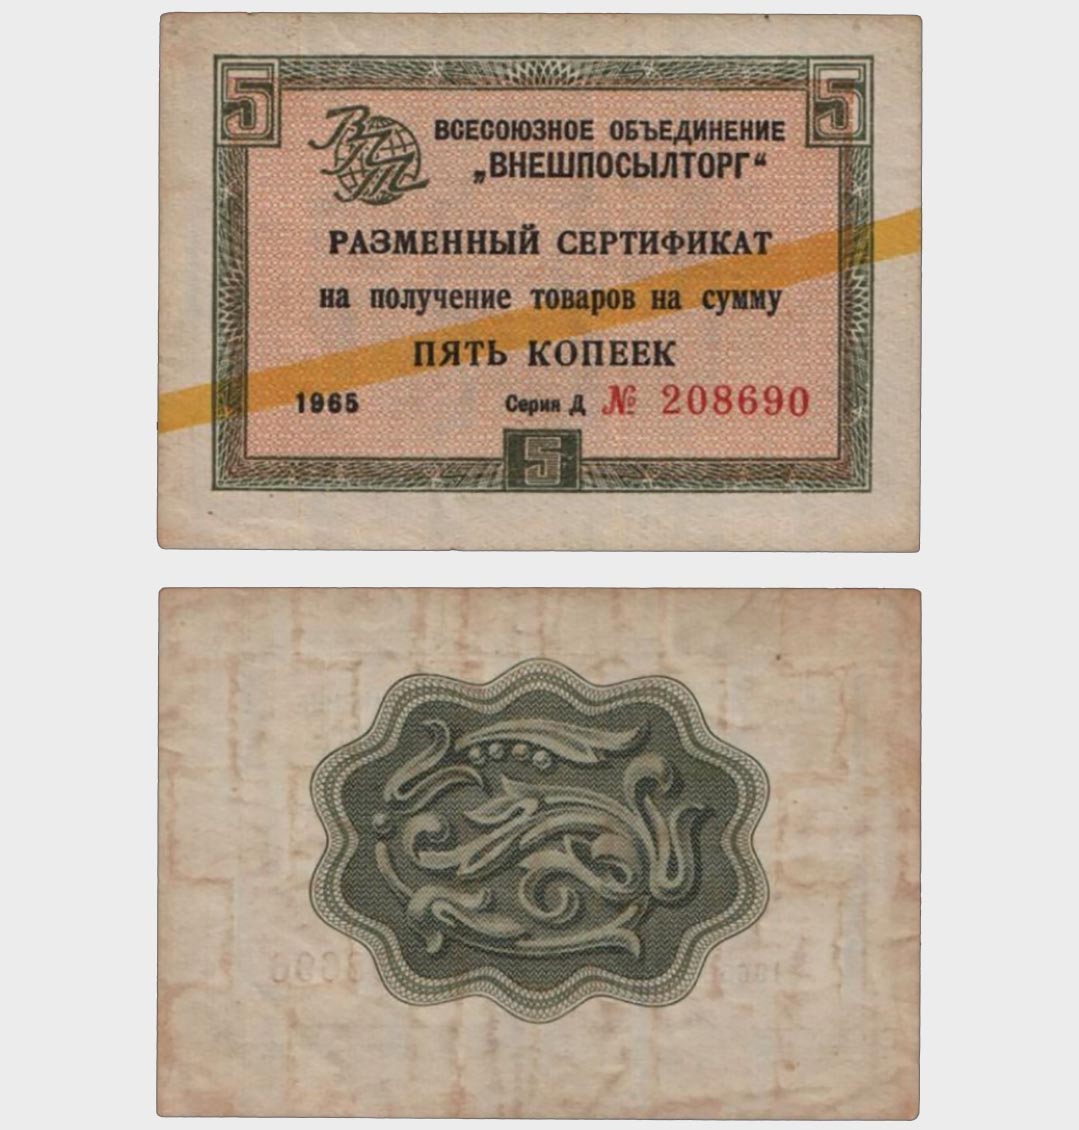 5 5
ВПТ
ВСЕСОЮЗНОЕ ОБЪЕДИНЕНИЕ
„ВНЕШПОСЫЛТОРГ“
РАЗМЕННЫЙ СЕРТИФИКАТ
на получение товаров на сумму
ПЯТЬ КОПЕЕК
1965 Серия Д № 208690
5